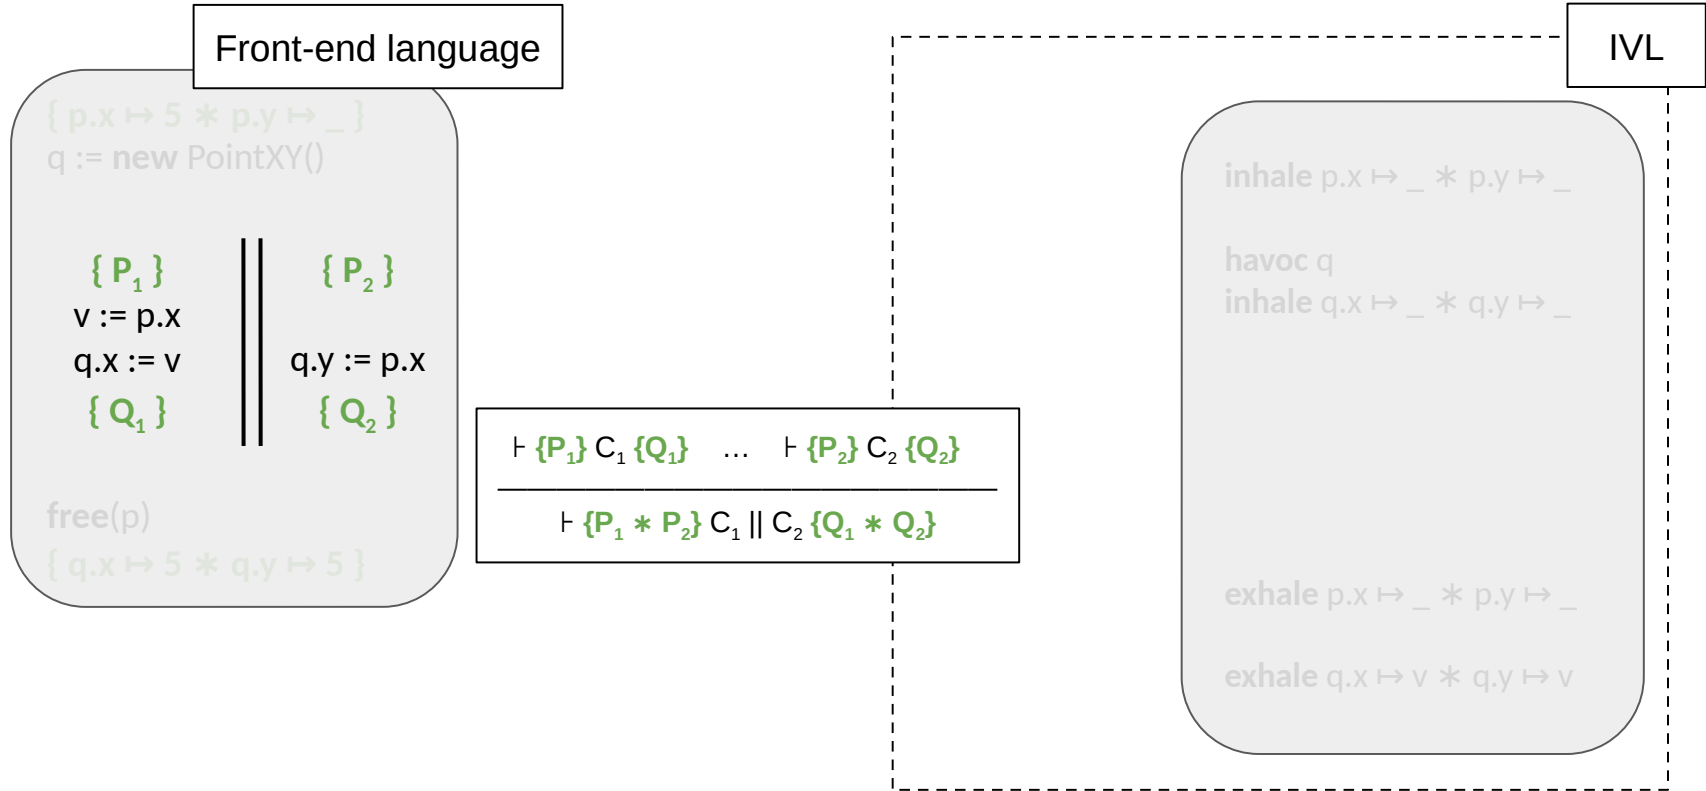 Front-end language
{ p.x ↦ 5 ∗ p.y ↦ _ }
q := new PointXY()
{ P₁ } { P₂ }
v := p.x
q.x := v q.y := p.x
{ Q₁ } { Q₂ }
free(p)
{ q.x ↦ 5 ∗ q.y ↦ 5 }
⊦ {P₁} C₁ {Q₁} … ⊦ {P₂} C₂ {Q₂}
⊦ {P₁ ∗ P₂} C₁ || C₂ {Q₁ ∗ Q₂}
IVL
inhale p.x ↦ _ ∗ p.y ↦ _
havoc q
inhale q.x ↦ _ ∗ q.y ↦ _
exhale p.x ↦ _ ∗ p.y ↦ _
exhale q.x ↦ v ∗ q.y ↦ v